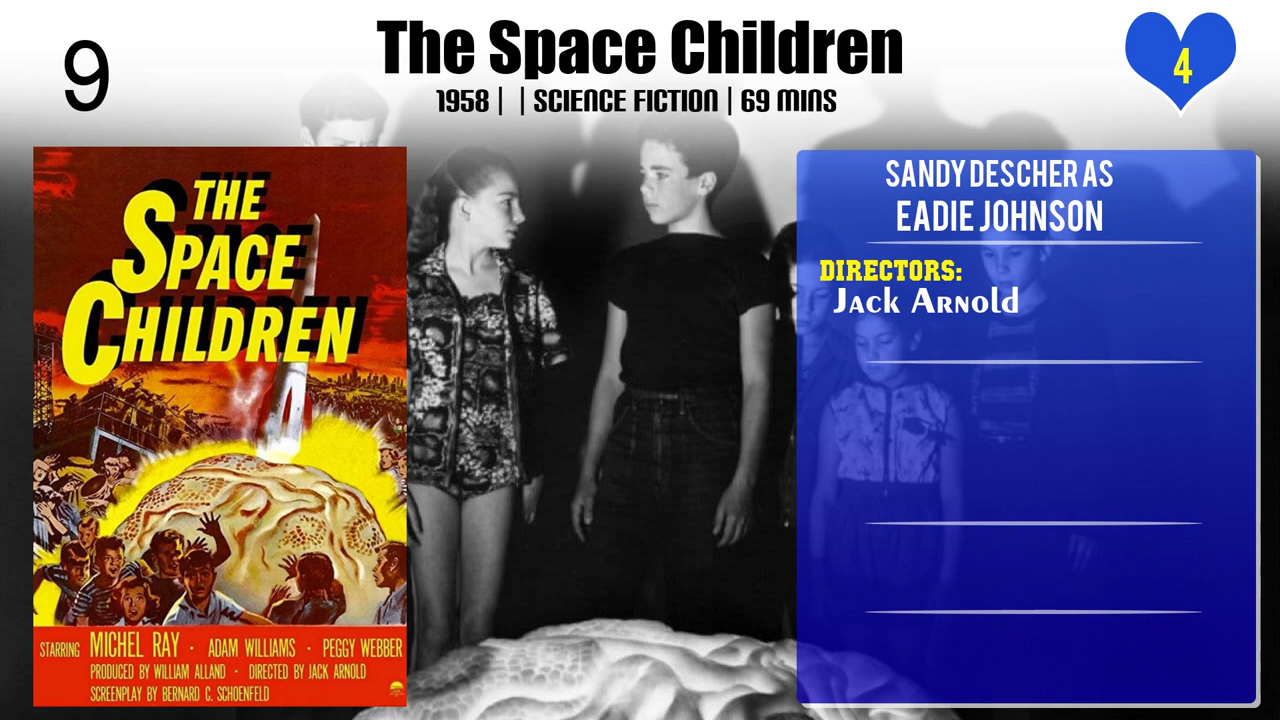 9
The Space Children
1958 | | SCIENCE FICTION | 69 MINS
4
THE
SPACE
CHILDREN
STARRING MICHEL RAY · ADAM WILLIAMS · PEGGY WEBBER
PRODUCED BY WILLIAM ALLAND · DIRECTED BY JACK ARNOLD
SCREENPLAY BY BERNARD C. SCHOENFELD
SANDY DESCHER AS
EADIE JOHNSON
DIRECTORS:
Jack Arnold